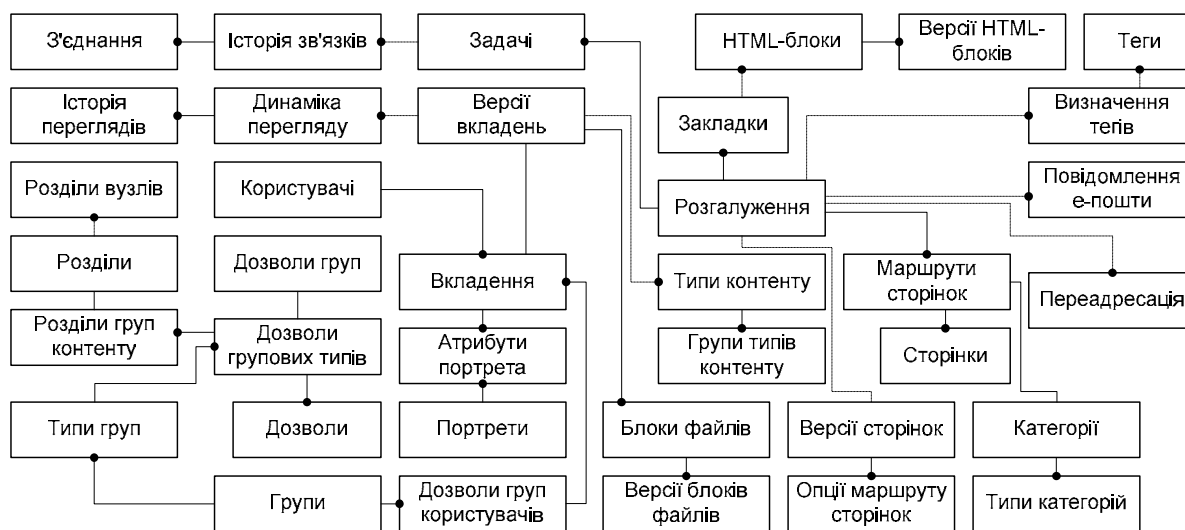 З'єднання
Історія зв'язків
Задачі
HTML-блоки
Версії HTML-
блоків
Теги
Історія
переглядів
Динаміка
перегляду
Версії
вкладень
Закладки
Визначення
тегів
Розділи вузлів
Користувачі
Розгалуження
Повідомлення
е-пошти
Розділи
Дозволи груп
Вкладення
Типи контенту
Маршрути
сторінок
Переадресація
Розділи груп
контенту
Дозволи
групових типів
Атрибути
портрета
Групи типів
контенту
Сторінки
Типи груп
Дозволи
Портрети
Блоки файлів
Версії сторінок
Категорії
Групи
Дозволи груп
користувачів
Версії блоків
файлів
Опції маршруту
сторінок
Типи категорій